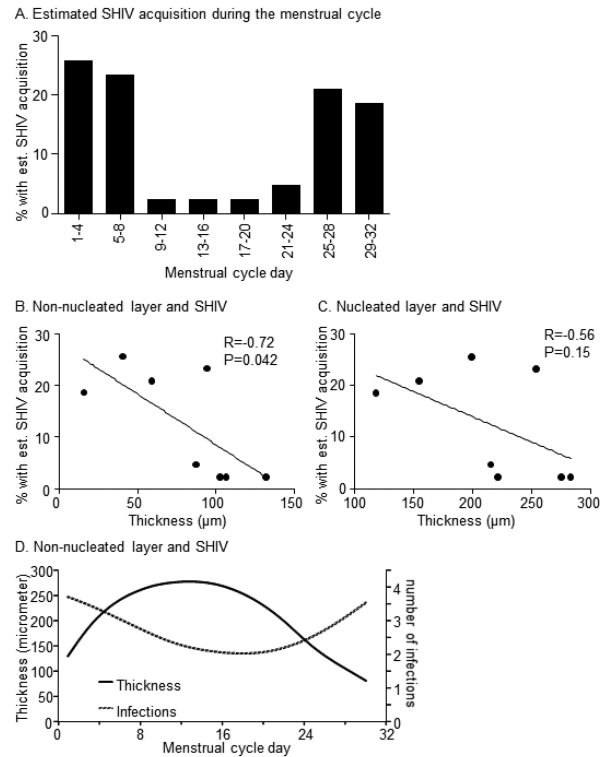 A. Estimated SHIV acquisition during the menstrual cycle
% with est. SHIV acquisition
30
20
10
0
1-4
5-8
9-12
13-16
17-20
21-24
25-28
29-32
Menstrual cycle day
B. Non-nucleated layer and SHIV
% with est. SHIV acquisition
30
20
10
0
R=-0.72
P=0.042
0
50
100
150
Thickness (µm)
C. Nucleated layer and SHIV
% with est. SHIV acquisition
30
20
10
0
R=-0.56
P=0.15
100
150
200
250
300
Thickness (µm)
D. Non-nucleated layer and SHIV
Thickness (micrometer)
300
250
200
150
100
50
0
Thickness
Infections
4
3
2
1
0
number of infections
0
8
16
24
32
Menstrual cycle day